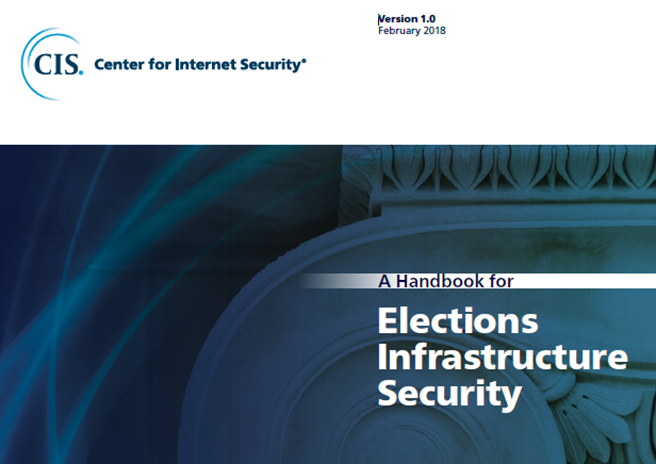 Version 1.0
February 2018
CIS. Center for Internet Security®
A Handbook for
Elections
Infrastructure
Security